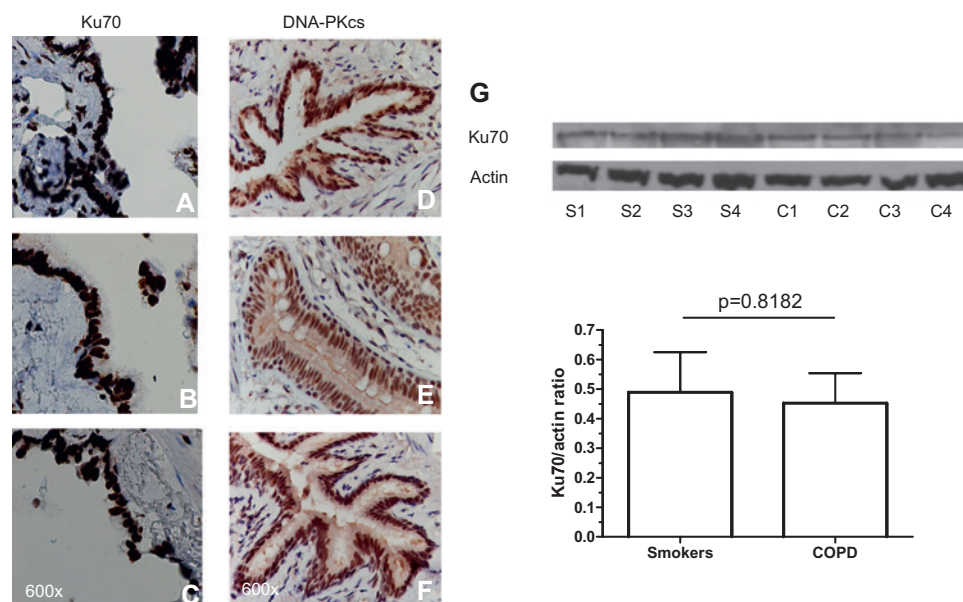 Ku70
DNA-PKcs
A
D
B
E
600x
C
600x
F
G
Ku70
Actin
S1 S2 S3 S4 C1 C2 C3 C4
p=0.8182
Ku70/actin ratio
0.7
0.6
0.5
0.4
0.3
0.2
0.1
0.0
Smokers COPD